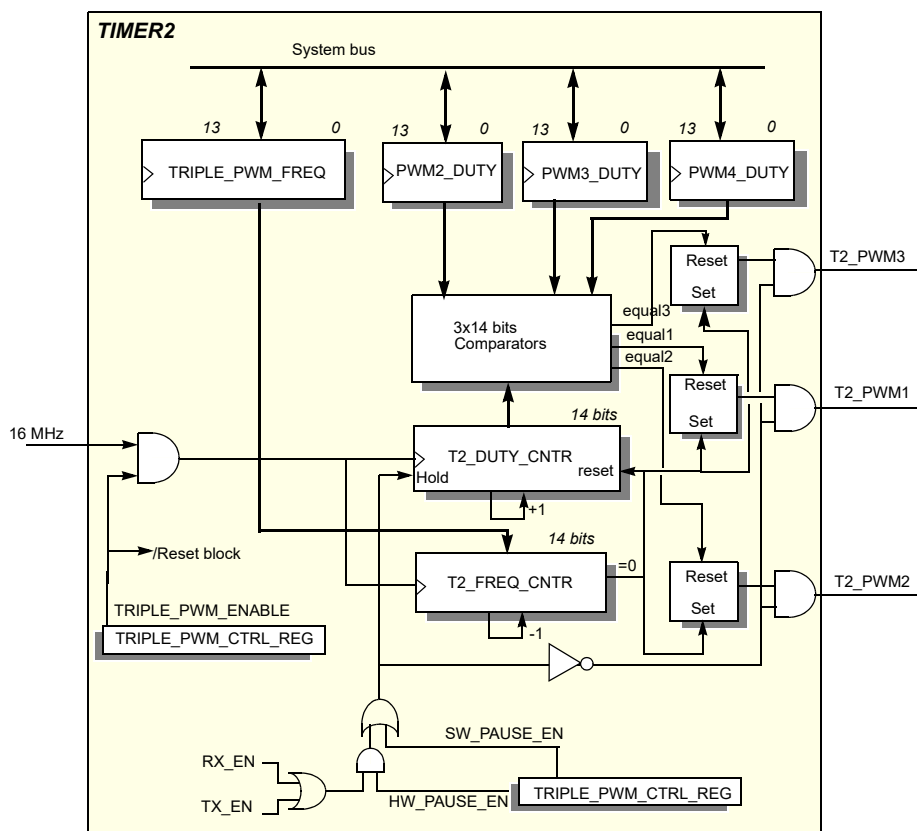 TIMER2
System bus
13 0 13 0 13 0 13 0
TRIPLE_PWM_FREQ
PWM2_DUTY
PWM3_DUTY
PWM4_DUTY
T2_PWM3
Reset
Set
equal3
3x14 bits
Comparators
equal1
equal2
T2_PWM1
Reset
Set
14 bits
16 MHz
T2_DUTY_CNTR
reset
Hold
+1
14 bits
/Reset block
=0
T2_FREQ_CNTR
T2_PWM2
Reset
Set
TRIPLE_PWM_ENABLE
-1
TRIPLE_PWM_CTRL_REG
SW_PAUSE_EN
RX_EN
TRIPLE_PWM_CTRL_REG
TX_EN
HW_PAUSE_EN